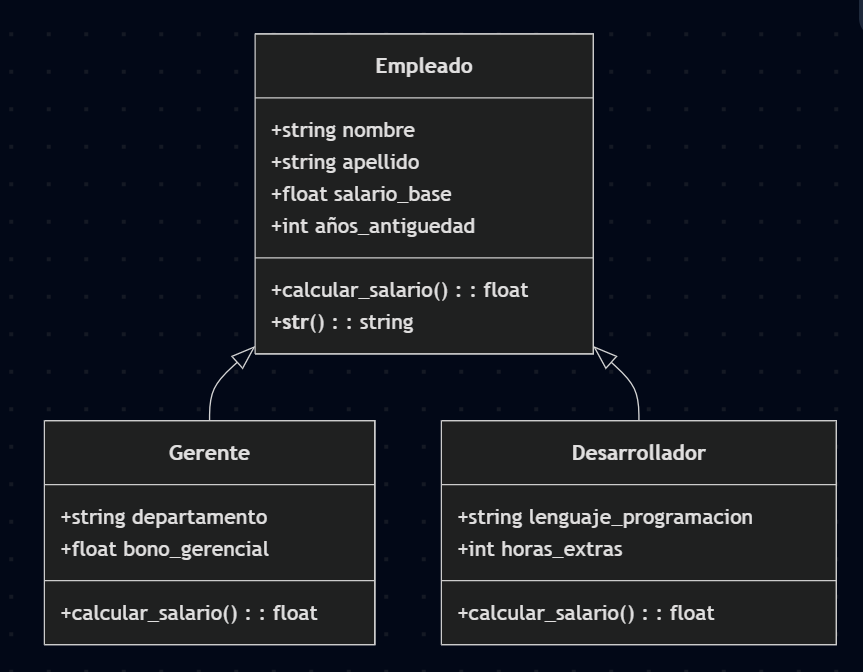 Empleado
+string nombre
+string apellido
+float salario_base
+int años_antiguedad
+calcular_salario() : : float
+str() : : string
Gerente
+string departamento
+float bono_gerencial
+calcular_salario() : : float
Desarrollador
+string lenguaje_programacion
+int horas_extras
+calcular_salario() : : float